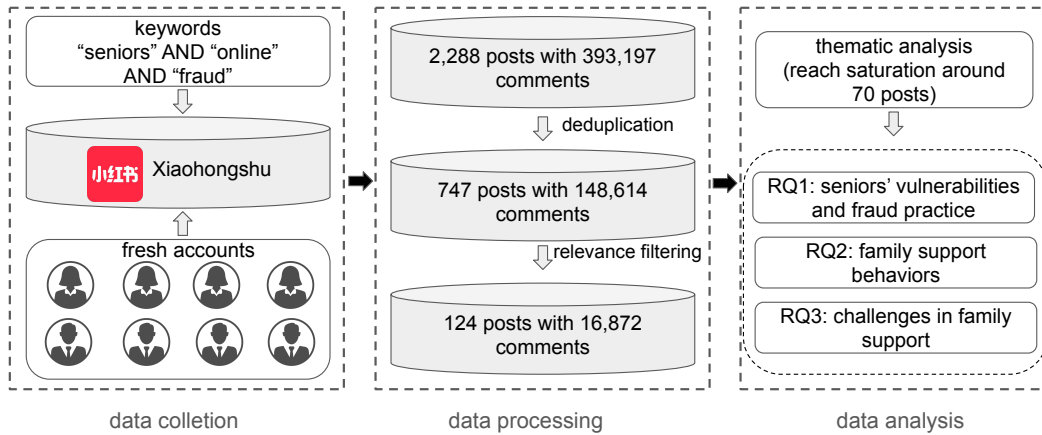 keywords
“seniors” AND “online”
AND “fraud”
小红书
Xiaohongshu
fresh accounts
data colletion
2,288 posts with 393,197
comments
deduplication
747 posts with 148,614
comments
relevance filtering
124 posts with 16,872
comments
data processing
thematic analysis
(reach saturation around
70 posts)
RQ1: seniors’ vulnerabilities
and fraud practice
RQ2: family support
behaviors
RQ3: challenges in family
support
data analysis